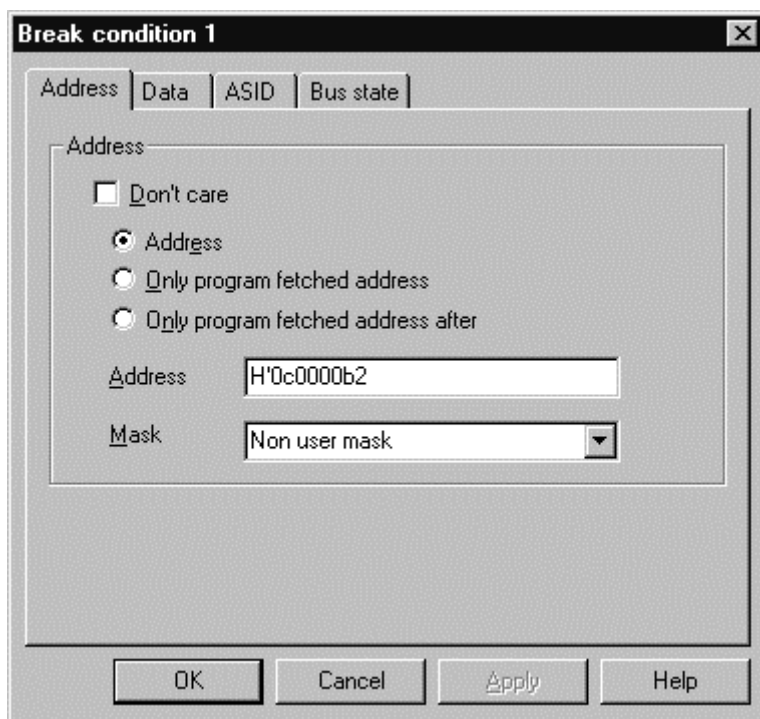 Break condition 1
Address Data ASID Bus state
Address
Don't care
Address
Only program fetched address
Only program fetched address after
Address H'0c0000b2
Mask Non user mask
OK Cancel Apply Help